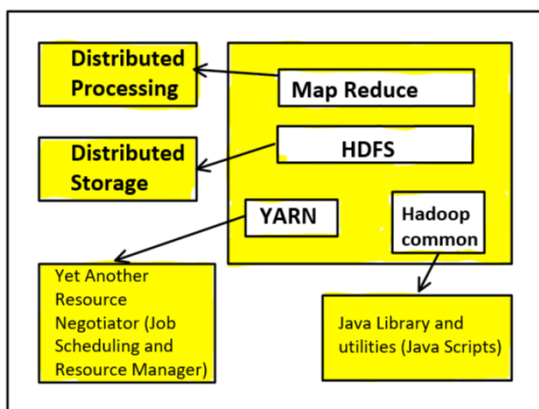 Distributed
Processing
Map Reduce
Distributed
Storage
HDFS
YARN
Hadoop
common
Yet Another
Resource
Negotiator (Job
Scheduling and
Resource Manager)
Java Library and
utilities (Java Scripts)